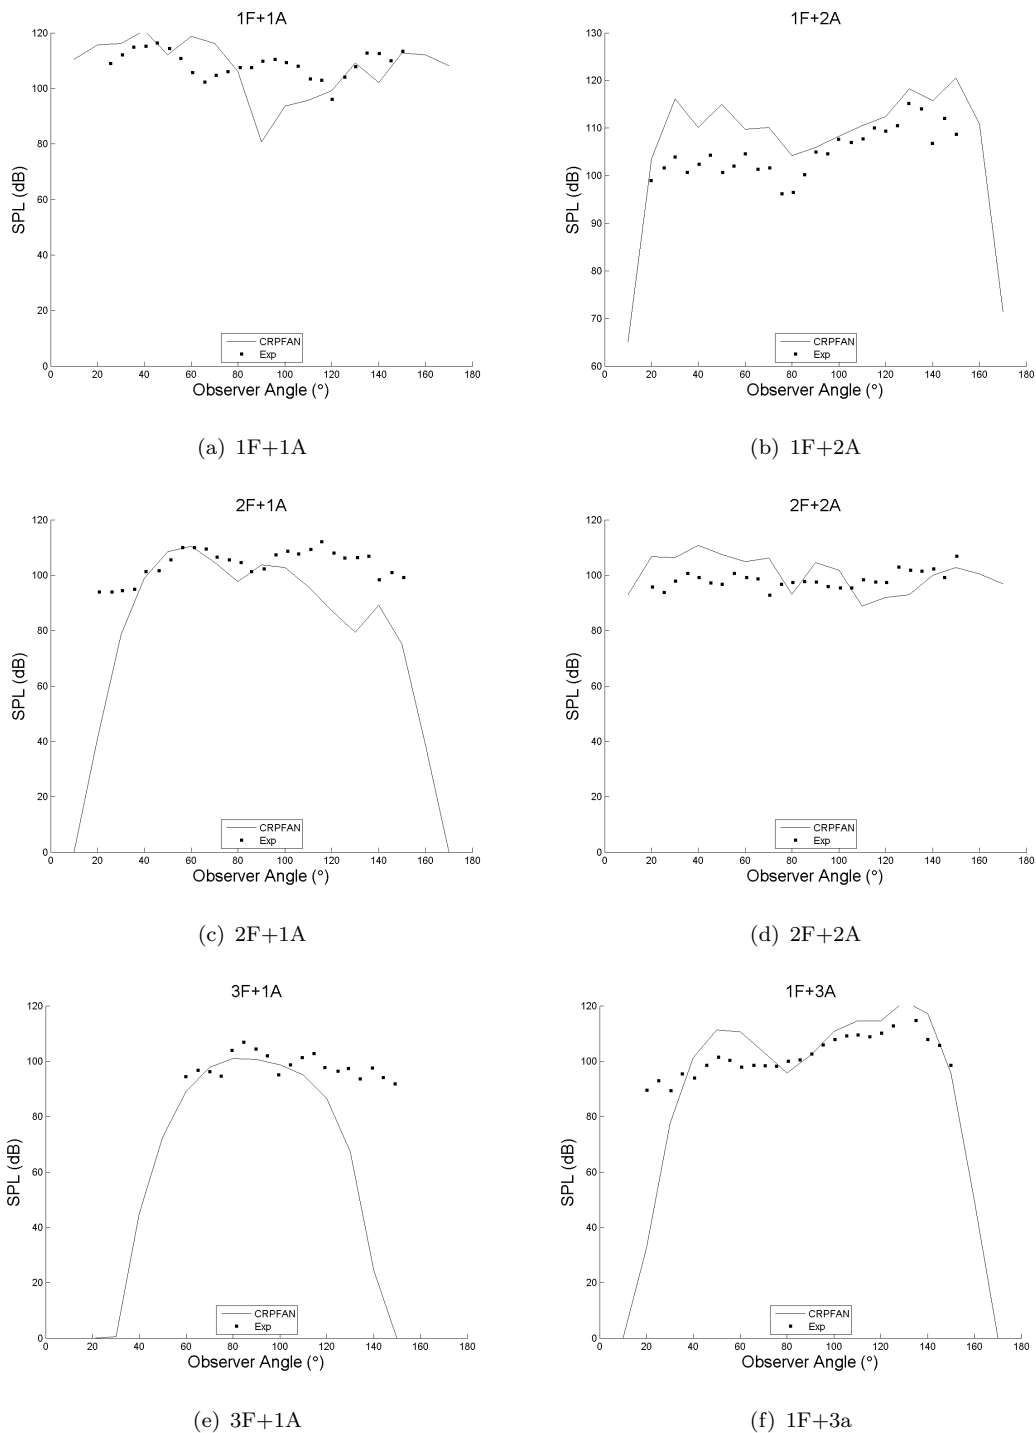 1F+1A
120
100
80
60
40
20
0
SPL (dB)
CRPFAN
Exp
0 20 40 60 80 100 120 140 160 180
Observer Angle (°)
(a) 1F+1A
1F+2A
130
120
110
100
90
80
70
60
SPL (dB)
CRPFAN
Exp
0 20 40 60 80 100 120 140 160 180
Observer Angle (°)
(b) 1F+2A
2F+1A
120
100
80
60
40
20
0
SPL (dB)
CRPFAN
Exp
0 20 40 60 80 100 120 140 160 180
Observer Angle (°)
(c) 2F+1A
2F+2A
120
100
80
60
40
20
0
SPL (dB)
CRPFAN
Exp
0 20 40 60 80 100 120 140 160 180
Observer Angle (°)
(d) 2F+2A
3F+1A
120
100
80
60
40
20
0
SPL (dB)
CRPFAN
Exp
0 20 40 60 80 100 120 140 160 180
Observer Angle (°)
(e) 3F+1A
1F+3A
120
100
80
60
40
20
0
SPL (dB)
CRPFAN
Exp
0 20 40 60 80 100 120 140 160 180
Observer Angle (°)
(f) 1F+3a